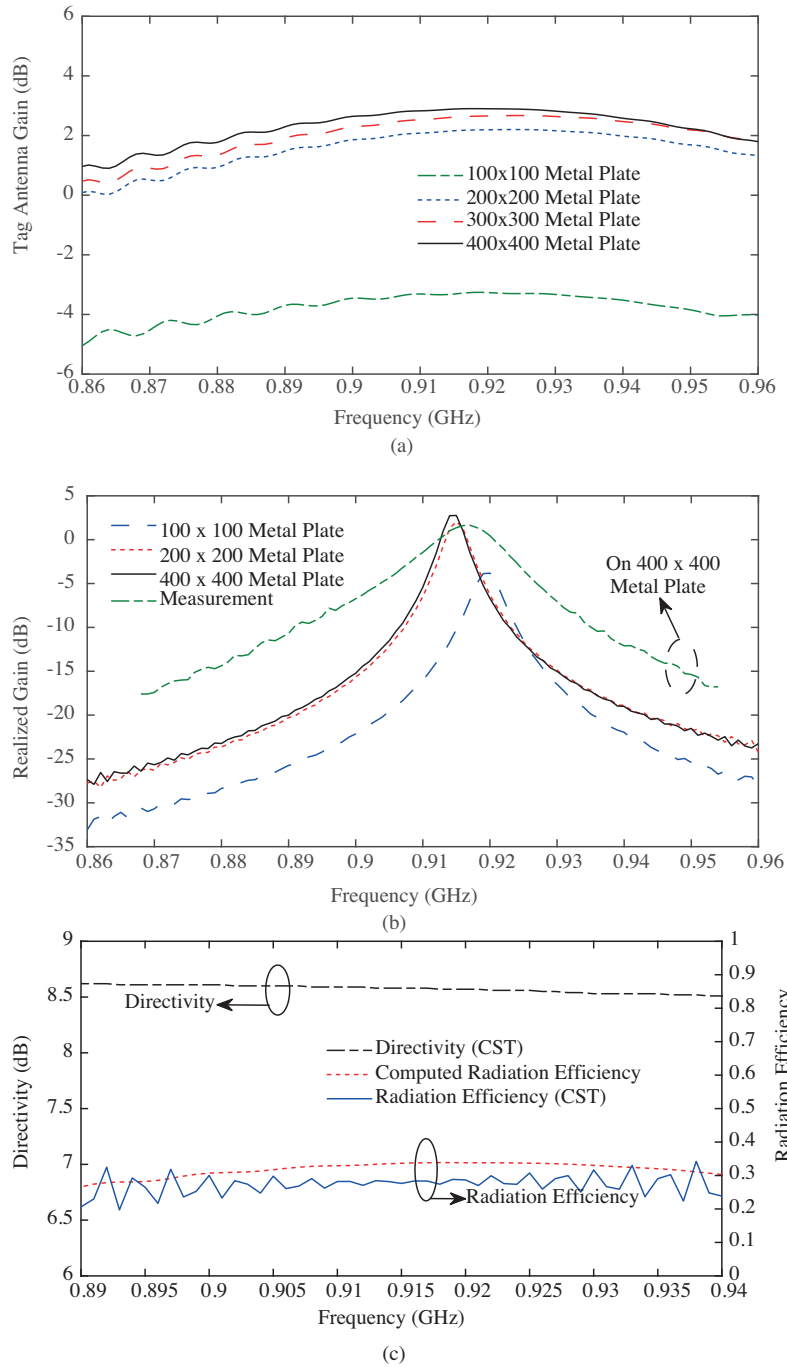 6
4
2
0
-2
-4
-6
Tag Antenna Gain (dB)
100x100 Metal Plate
200x200 Metal Plate
300x300 Metal Plate
400x400 Metal Plate
0.86 0.87 0.88 0.89 0.9 0.91 0.92 0.93 0.94 0.95 0.96
Frequency (GHz)
(a)
5
0
-5
-10
-15
-20
-25
-30
-35
Realized Gain (dB)
100 x 100 Metal Plate
200 x 200 Metal Plate
400 x 400 Metal Plate
Measurement
On 400 x 400
Metal Plate
0.86 0.87 0.88 0.89 0.9 0.91 0.92 0.93 0.94 0.95 0.96
Frequency (GHz)
(b)
9
8.5
8
7.5
7
6.5
6
Directivity (dB)
Directivity
Directivity (CST)
Computed Radiation Efficiency
Radiation Efficiency (CST)
Radiation Efficiency
1
0.9
0.8
0.7
0.6
0.5
0.4
0.3
0.2
0.1
0
Radiation Efficiency
0.89 0.895 0.9 0.905 0.91 0.915 0.92 0.925 0.93 0.935 0.94
Frequency (GHz)
(c)